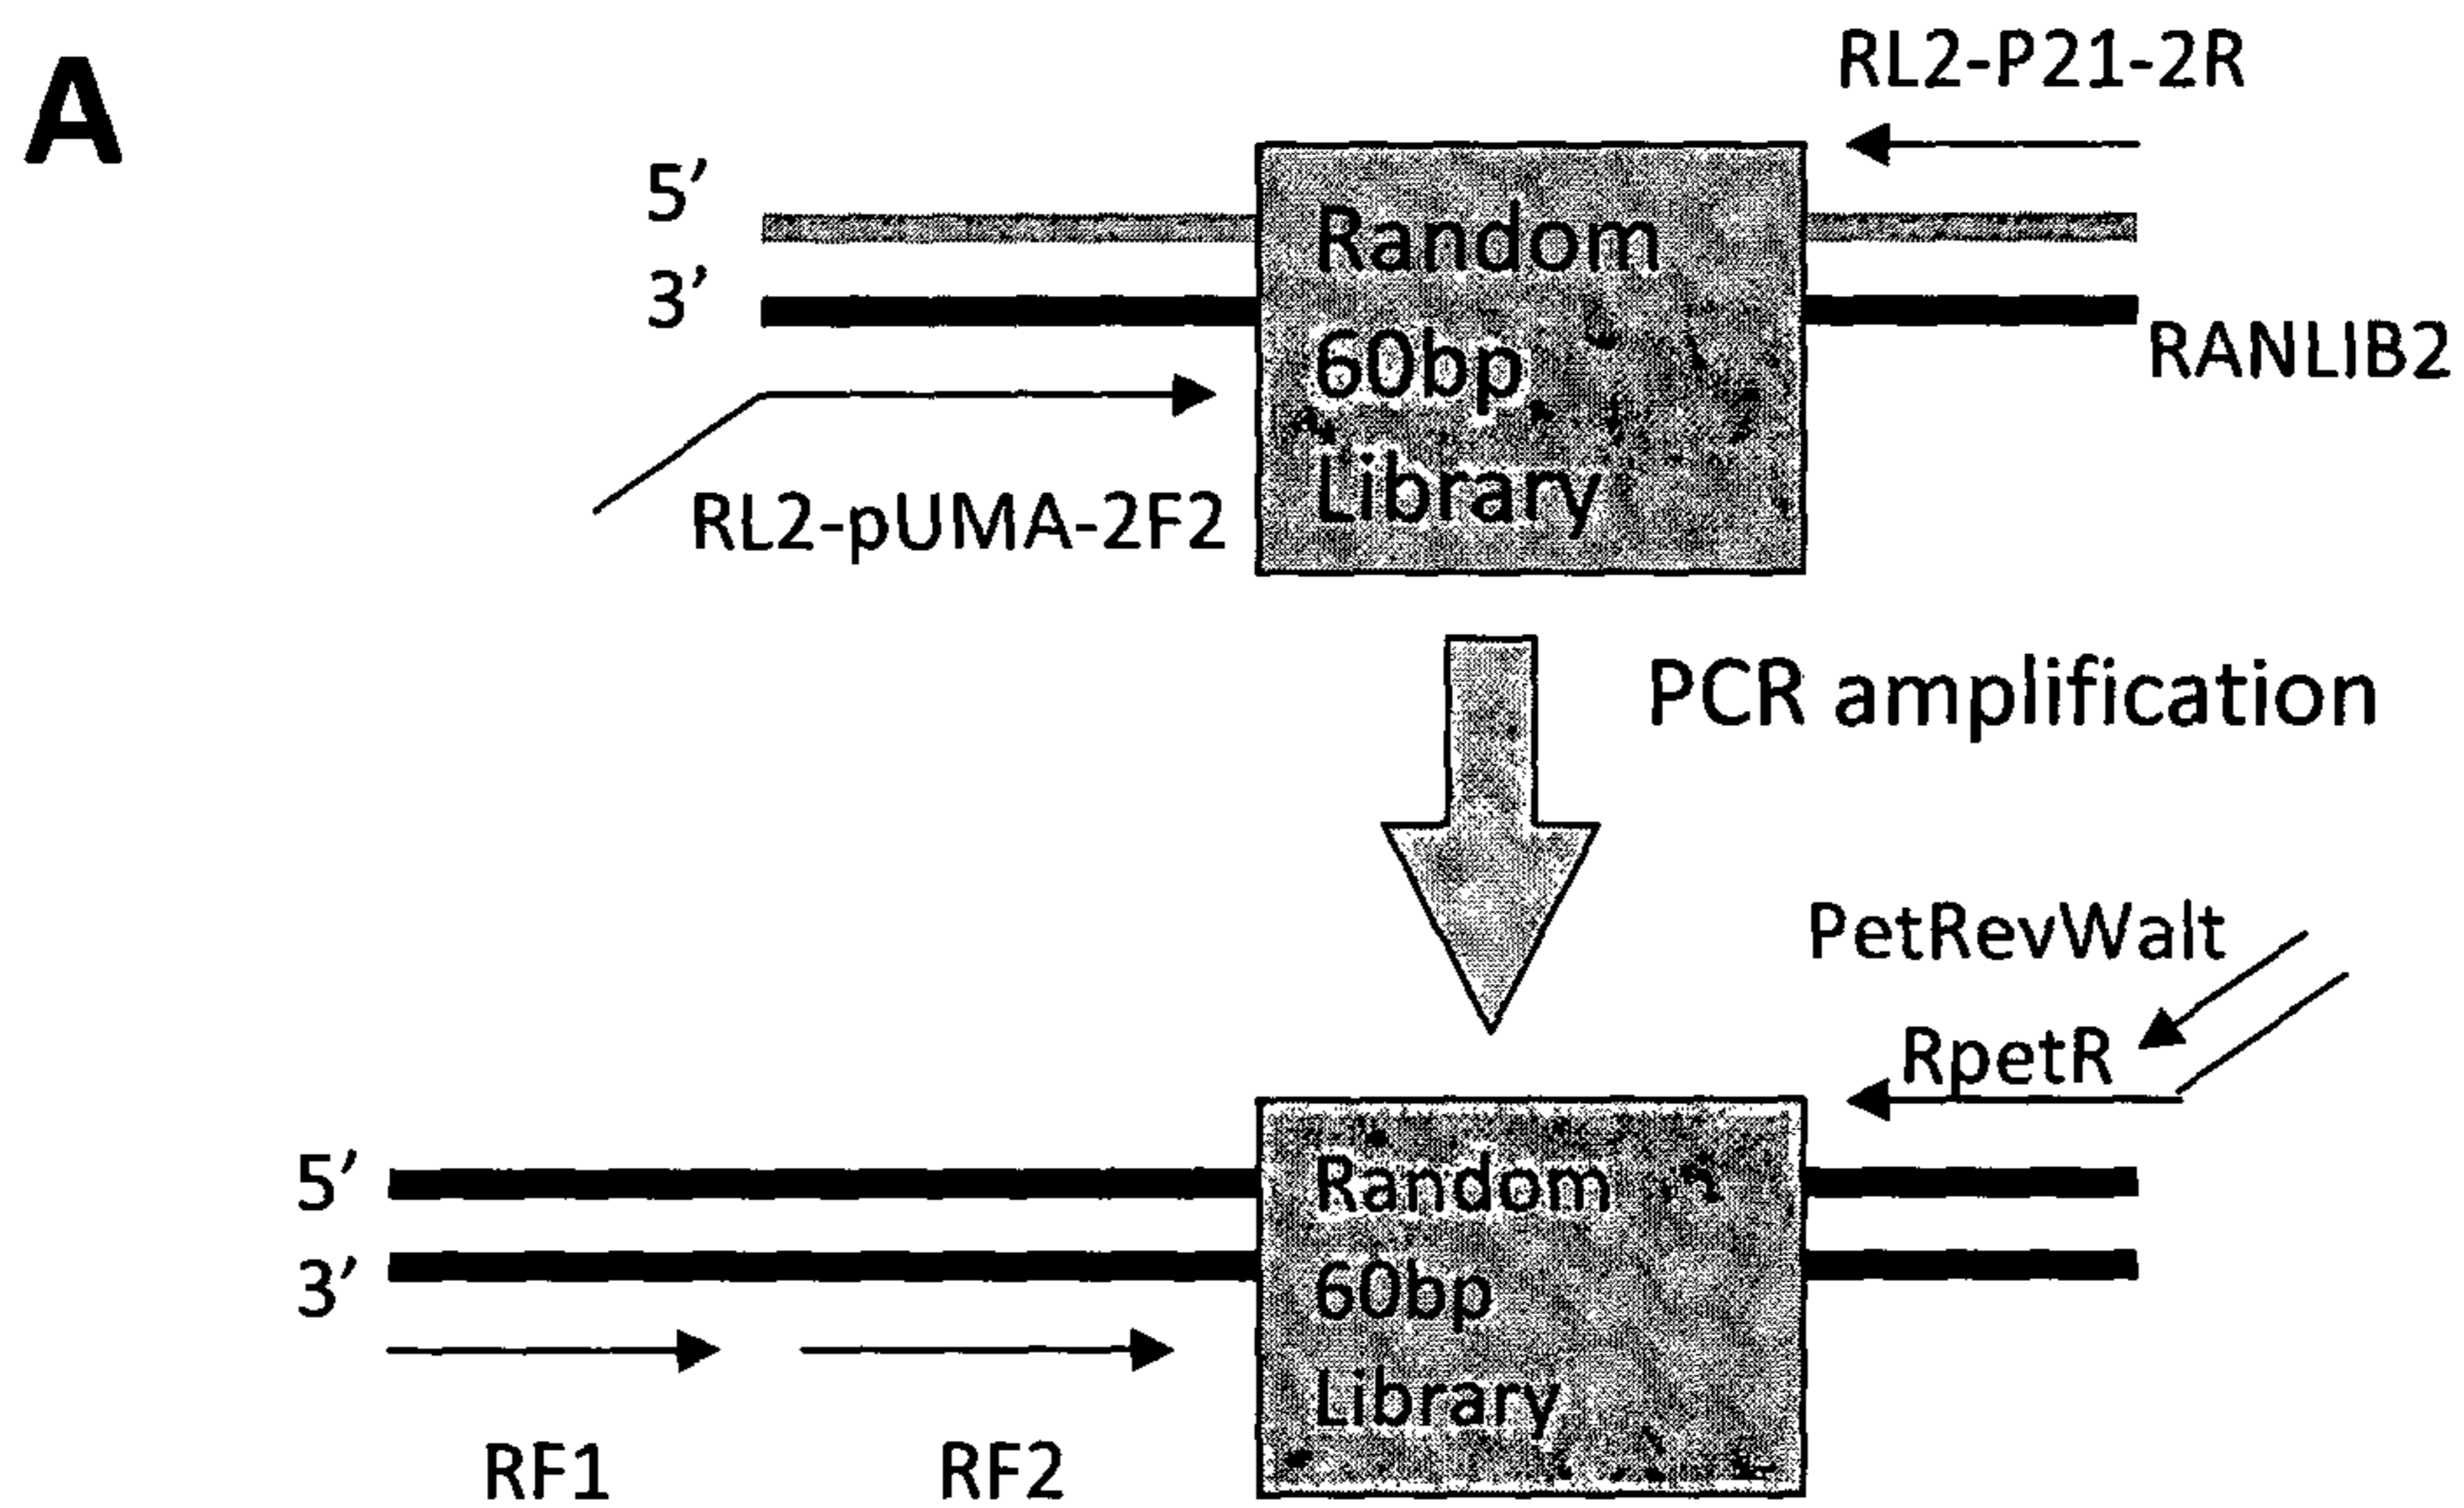 A
RL2-P21-2R
5’
3’
Random
60bp
Library
RANLIB2
RL2-pUMA-2F2
PCR amplification
PetRevWalt
RpetR
5’
3’
Random
60bp
Library
RF1
RF2